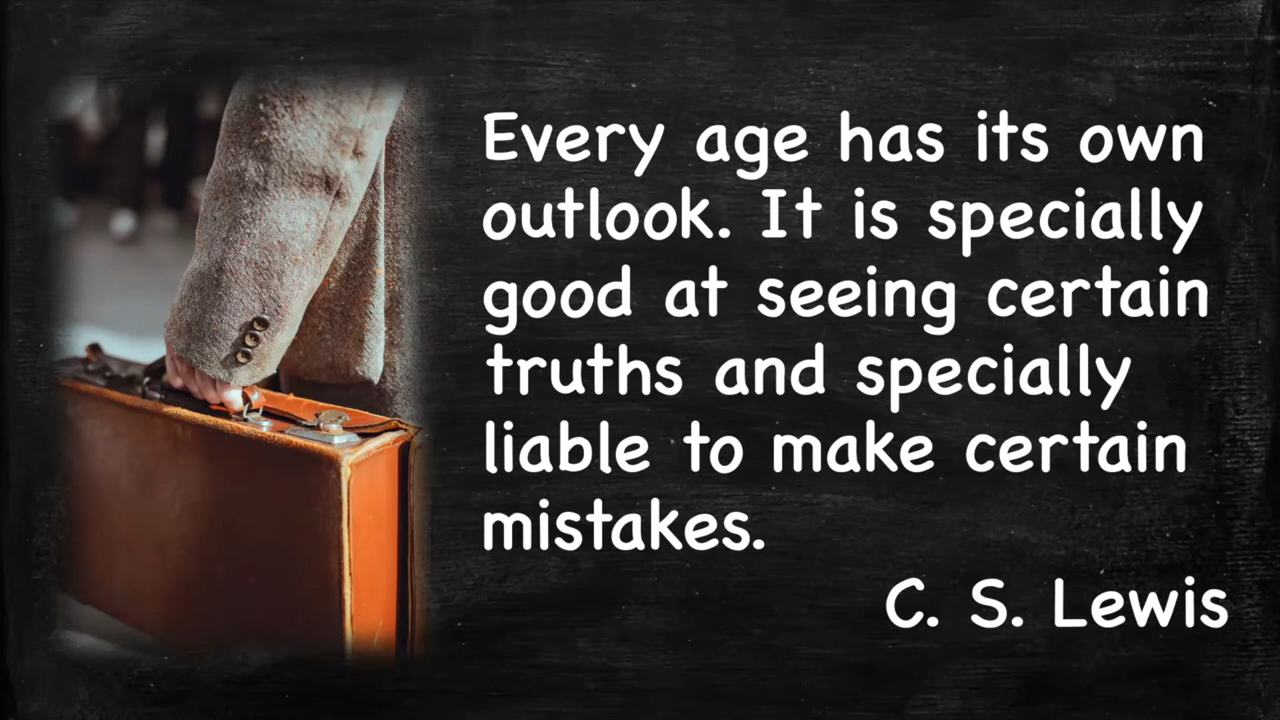 Every age has its own
outlook. It is specially
good at seeing certain
truths and specially
liable to make certain
mistakes.
C. S. Lewis